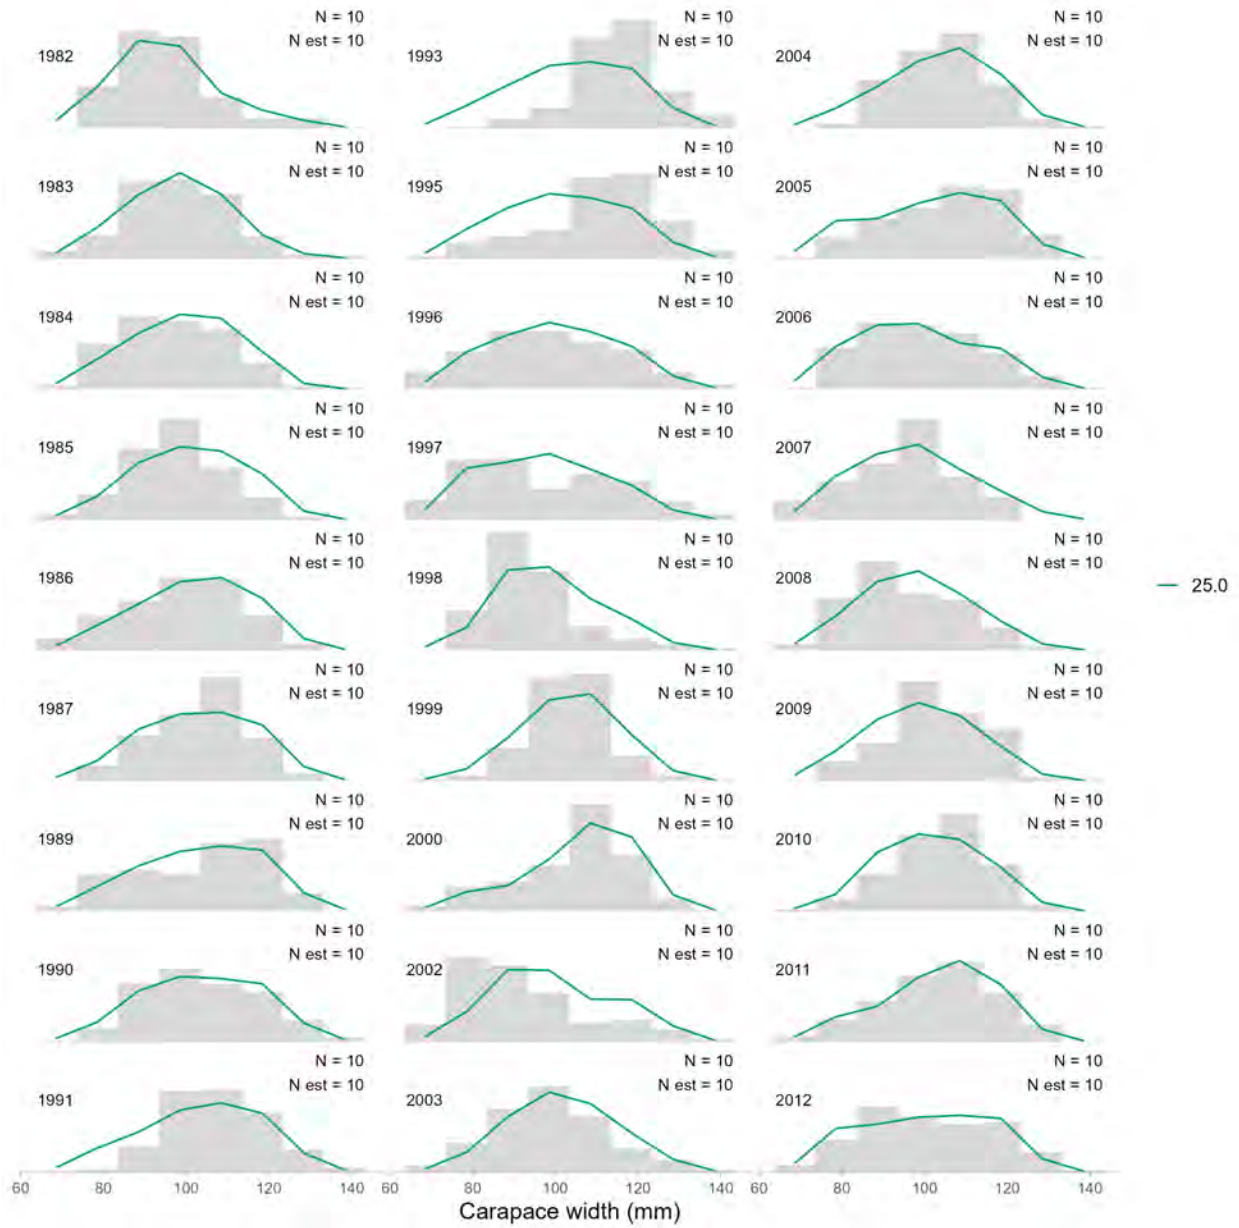 N = 10
N est = 10
1982
N = 10
N est = 10
1993
N = 10
N est = 10
2004
N = 10
N est = 10
1983
N = 10
N est = 10
1995
N = 10
N est = 10
2005
N = 10
N est = 10
1984
N = 10
N est = 10
1996
N = 10
N est = 10
2006
N = 10
N est = 10
1985
N = 10
N est = 10
1997
N = 10
N est = 10
2007
N = 10
N est = 10
1986
N = 10
N est = 10
1998
N = 10
N est = 10
2008
25.0
N = 10
N est = 10
1987
N = 10
N est = 10
1999
N = 10
N est = 10
2009
N = 10
N est = 10
1989
N = 10
N est = 10
2000
N = 10
N est = 10
2010
N = 10
N est = 10
1990
N = 10
N est = 10
2002
N = 10
N est = 10
2011
N = 10
N est = 10
1991
N = 10
N est = 10
2003
N = 10
N est = 10
2012
60 80 100 120 140 60 80 100 120 140 60 80 100 120 140
Carapace width (mm)